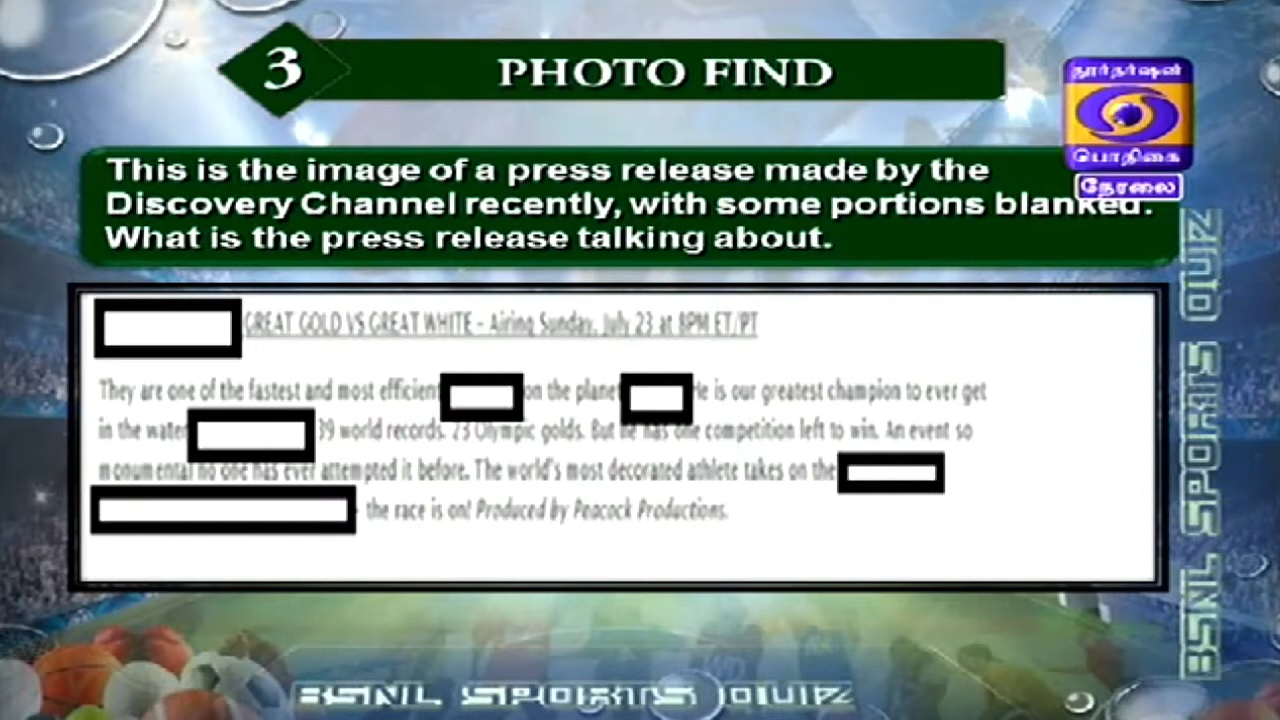 3
PHOTO FIND
தூர்தர்ஷன்
பொதிகை
நேரலை
This is the image of a press release made by the
Discovery Channel recently, with some portions blanked.
What is the press release talking about.
GREAT GOLD VS GREAT WHITE – Airing Sunday, July 23 at 8PM ET/PT
They are one of the fastest and most efficient on the planet He is our greatest champion to ever get
in the water 39 world records. 23 Olympic golds. But he has one competition left to win. An event so
monumental no one has ever attempted it before. The world's most decorated athlete takes on the
the race is on! Produced by Peacock Productions.
BSNL SPORTS QUIZ
BSNL SPORTS QUIZ